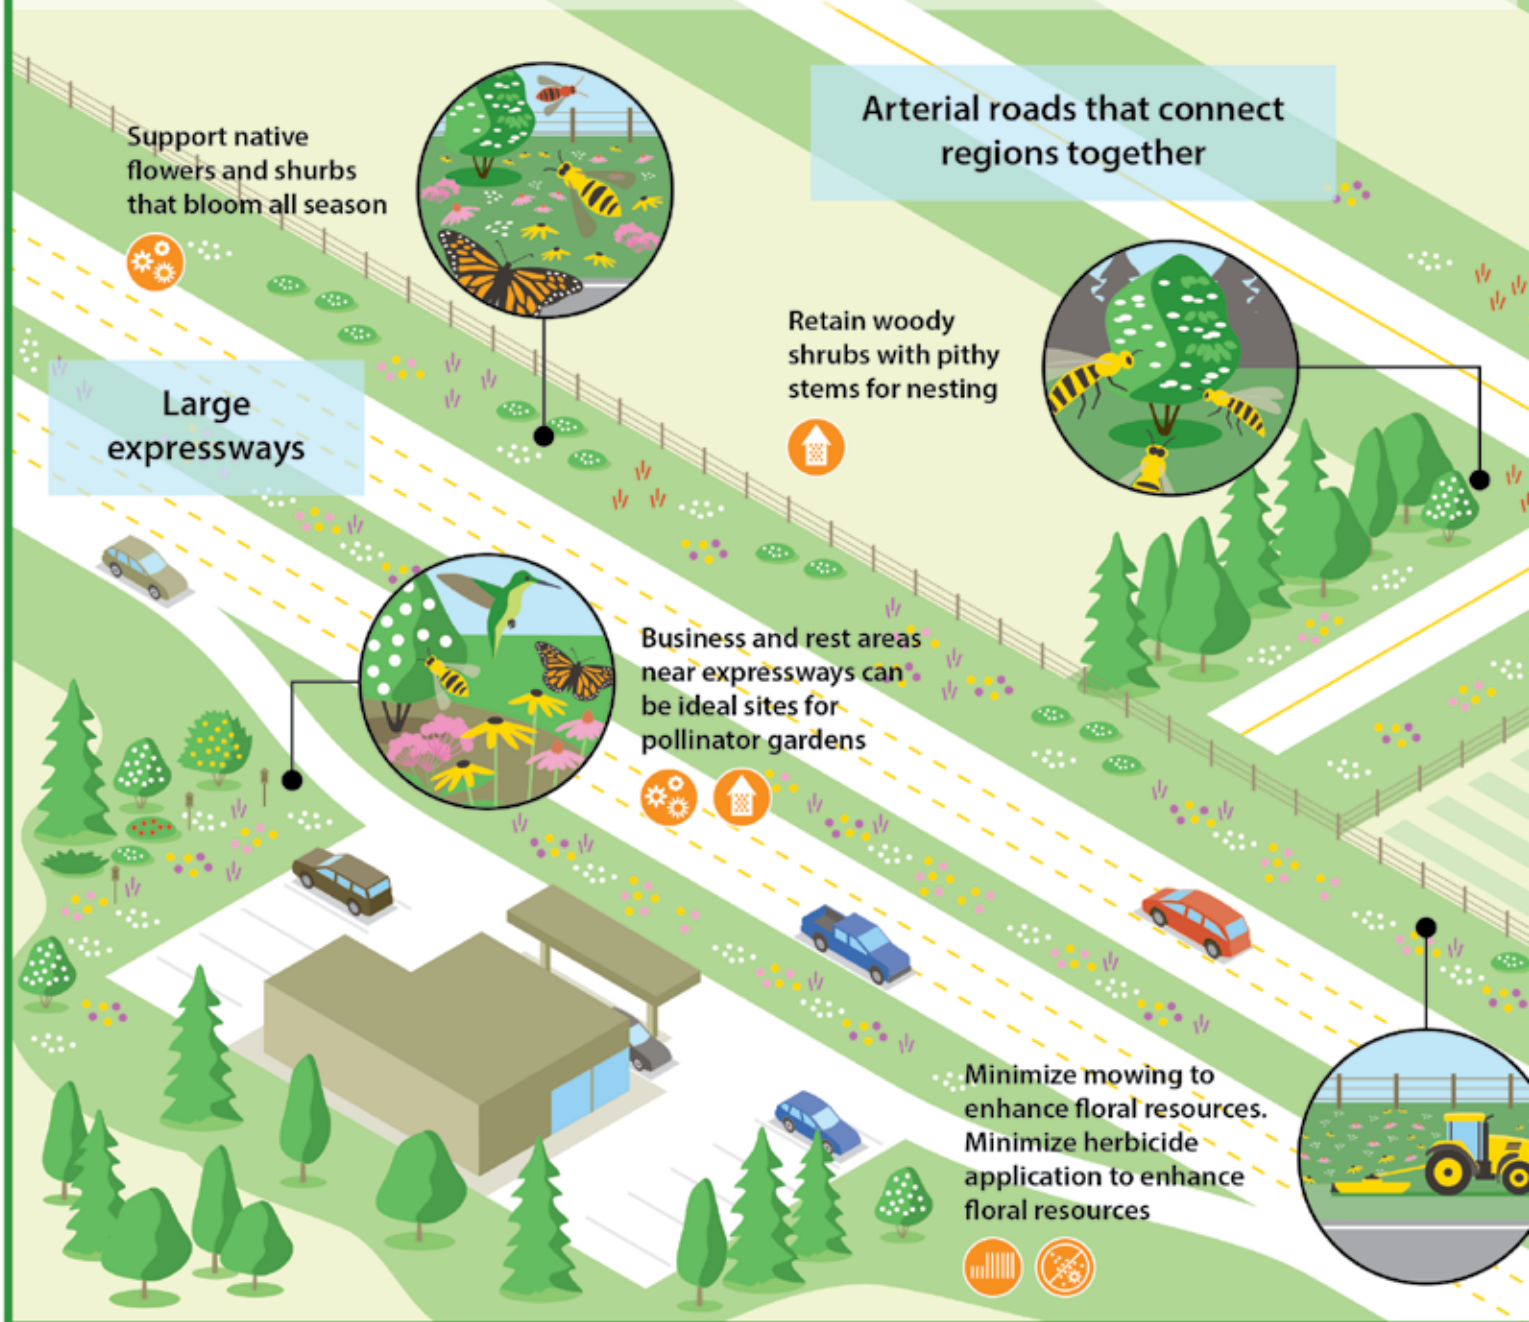 Support native
flowers and shurbs
that bloom all season
Arterial roads that connect
regions together
Retain woody
shrubs with pithy
stems for nesting
Large
expressways
Business and rest areas
near expressways can
be ideal sites for
pollinator gardens
Minimize mowing to
enhance floral resources.
Minimize herbicide
application to enhance
floral resources